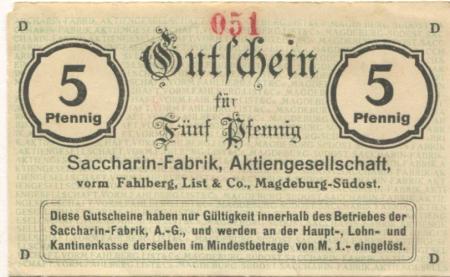 D 051 D
Gutschein
für
5 Pfennig
Fünf Pfennig
5 Pfennig
Saccharin-Fabrik, Aktiengesellschaft,
vorm Fahlberg, List & Co., Magdeburg-Südost.
Diese Gutscheine haben nur Gültigkeit innerhalb des Betriebes der
Saccharin-Fabrik, A.-G., und werden an der Haupt-, Lohn- und
Kantinenkasse derselben im Mindestbetrage von M. 1.- eingelöst.
D D